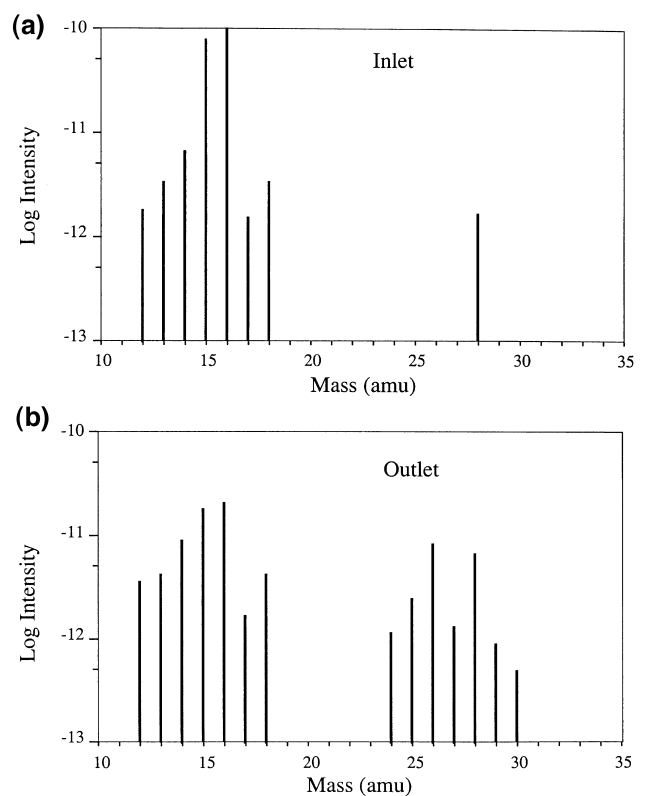 (a)
-10
-11
-12
-13
Log Intensity
Inlet
10 15 20 25 30 35
Mass (amu)
(b)
-10
-11
-12
-13
Log Intensity
Outlet
10 15 20 25 30 35
Mass (amu)